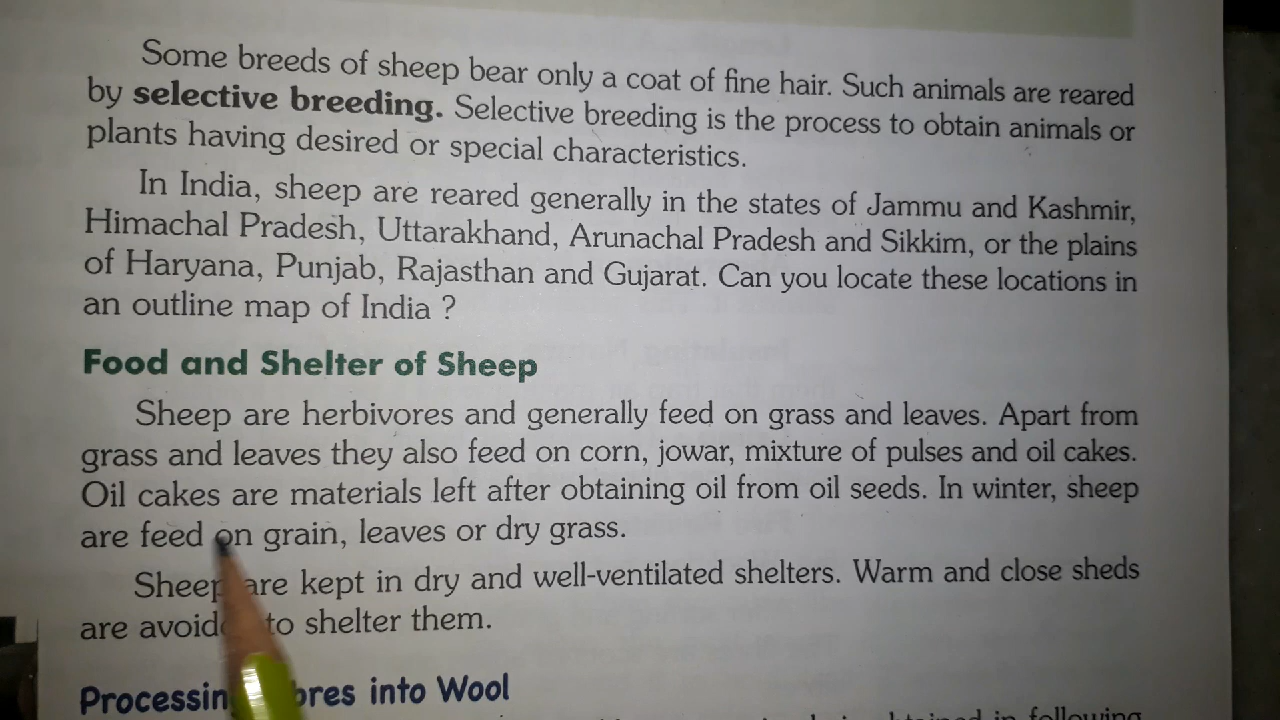 Some breeds of sheep bear only a coat of fine hair. Such animals are reared
by selective breeding. Selective breeding is the process to obtain animals or
plants having desired or special characteristics.
In India, sheep are reared generally in the states of Jammu and Kashmir,
Himachal Pradesh, Uttarakhand, Arunachal Pradesh and Sikkim, or the plains
of Haryana, Punjab, Rajasthan and Gujarat. Can you locate these locations in
an outline map of India ?
Food and Shelter of Sheep
Sheep are herbivores and generally feed on grass and leaves. Apart from
grass and leaves they also feed on corn, jowar, mixture of pulses and oil cakes.
Oil cakes are materials left after obtaining oil from oil seeds. In winter, sheep
are feed on grain, leaves or dry grass.
Sheep are kept in dry and well-ventilated shelters. Warm and close sheds
are to shelter them.
Processing into Wool
in following